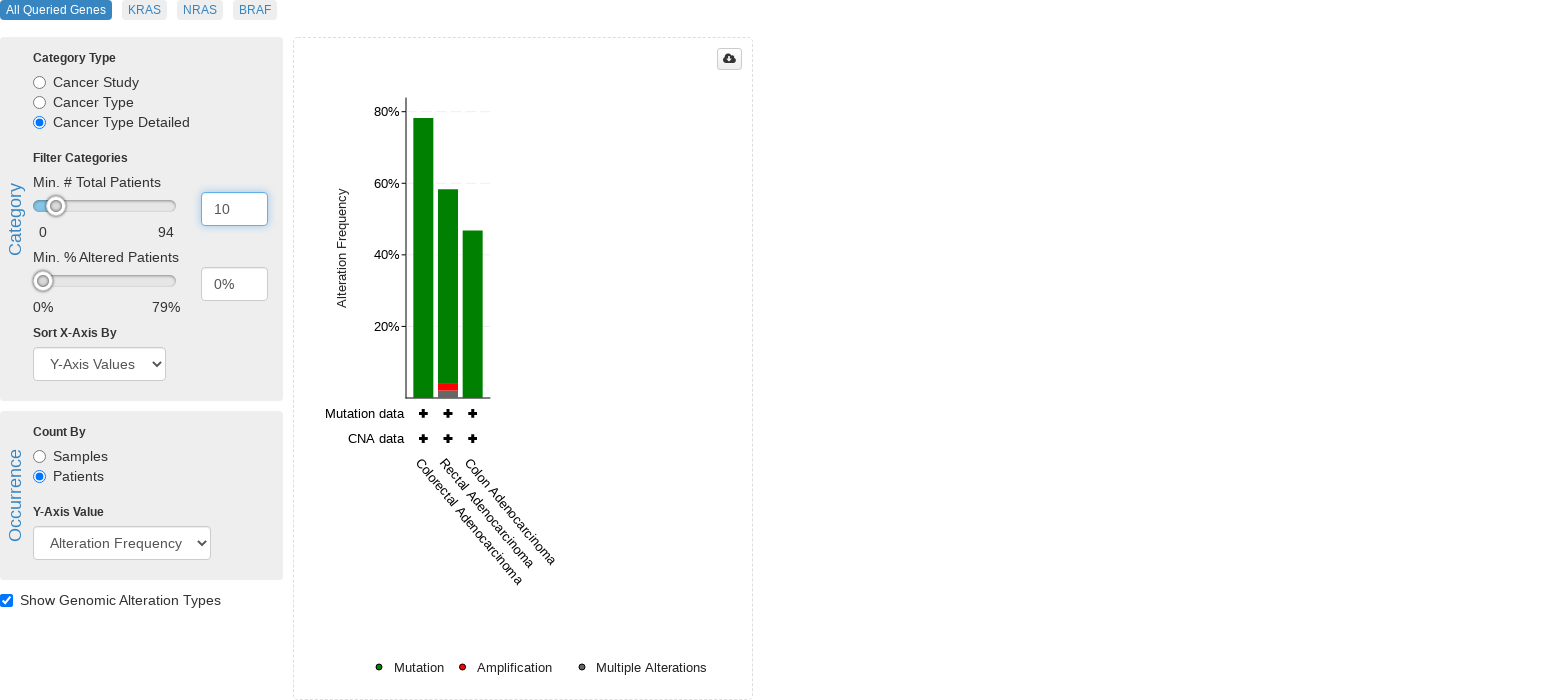 All Queried Genes KRAS NRAS BRAF
Category
Category Type
Cancer Study
Cancer Type
Cancer Type Detailed
Filter Categories
Min. # Total Patients
10
0 94
Min. % Altered Patients
0%
0% 79%
Sort X-Axis By
Y-Axis Values
Occurrence
Count By
Samples
Patients
Y-Axis Value
Alteration Frequency
Show Genomic Alteration Types
Alteration Frequency
80%
60%
40%
20%
Mutation data + + +
CNA data + + +
Colorectal Adenocarcinoma
Rectal Adenocarcinoma
Colon Adenocarcinoma
Mutation Amplification Multiple Alterations